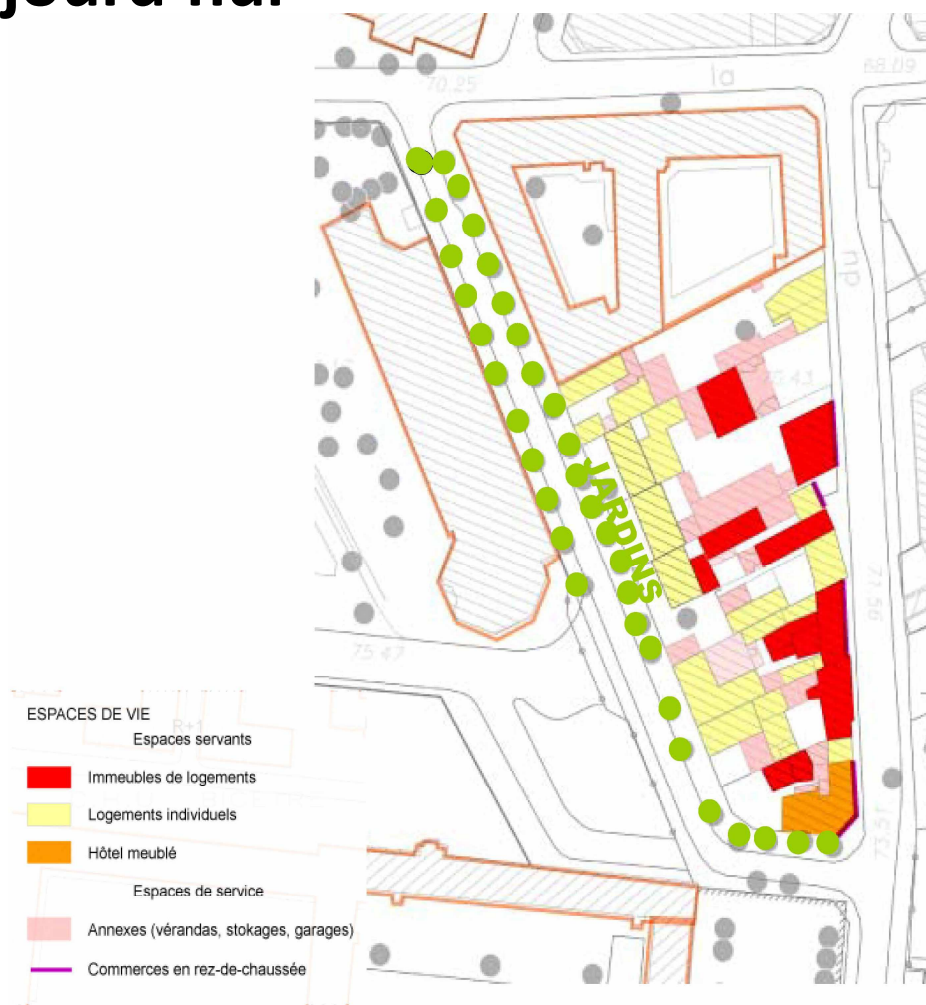 jourd'hui
la
70.25
68.09
du
JARDINS
71.56
75.47
73.51
ESPACES DE VIE
R+1
Espaces servants
Immeubles de logements
Logements individuels
Hôtel meublé
Espaces de service
Annexes (vérandas, stokages, garages)
Commerces en rez-de-chaussée